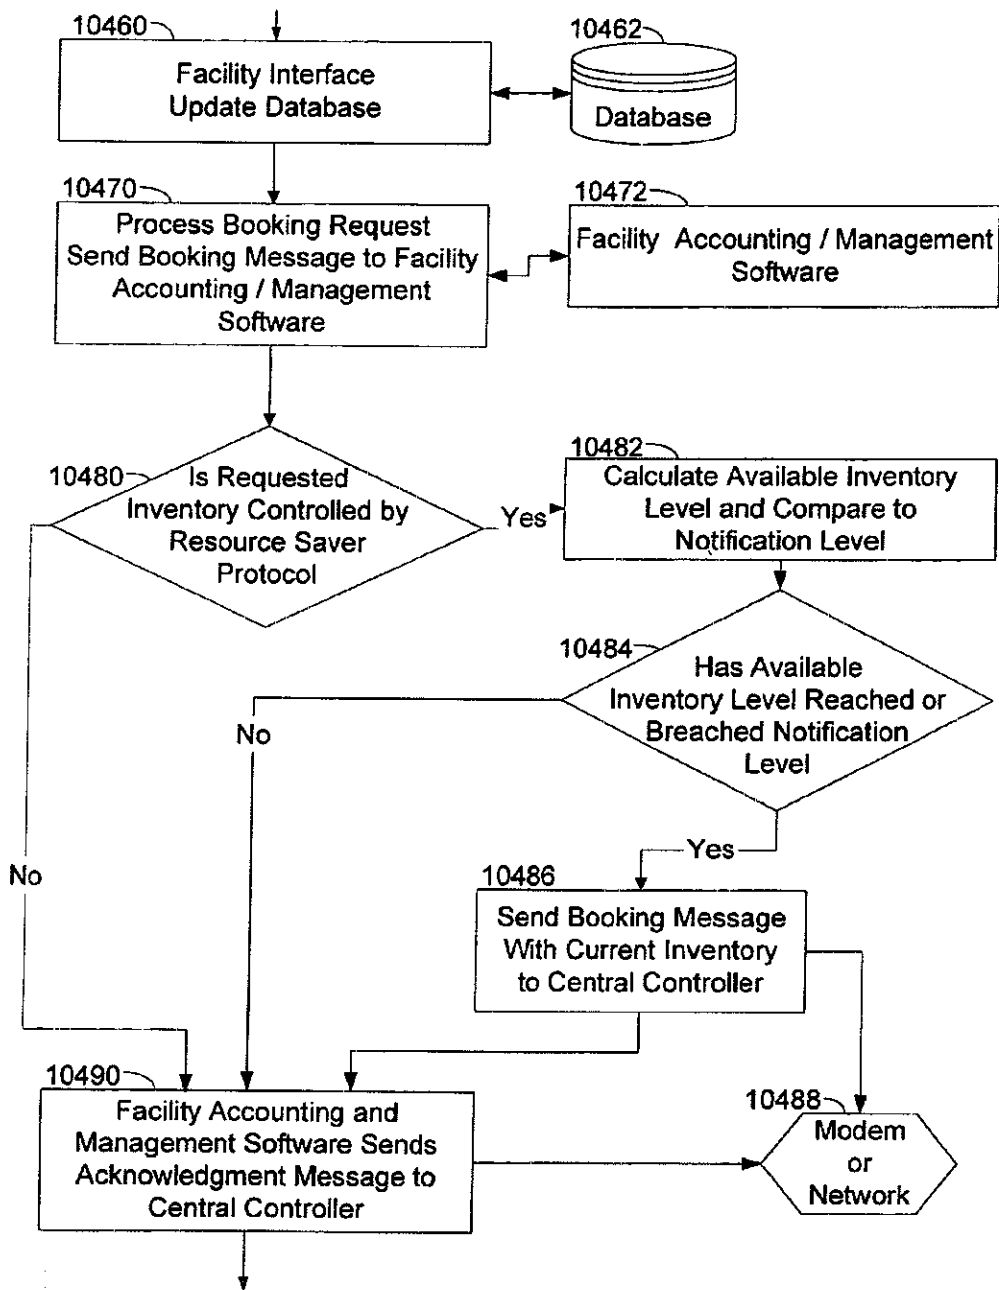 10460
Facility Interface
Update Database
10462
Database
10470
Process Booking Request
Send Booking Message to Facility
Accounting / Management
Software
10472
Facility Accounting / Management
Software
10480
Is Requested
Inventory Controlled by
Resource Saver
Protocol
Yes
10482
Calculate Available Inventory
Level and Compare to
Notification Level
10484
Has Available
Inventory Level Reached or
Breached Notification
Level
No
Yes
No
10486
Send Booking Message
With Current Inventory
to Central Controller
10490
Facility Accounting and
Management Software Sends
Acknowledgment Message to
Central Controller
10488
Modem
or
Network